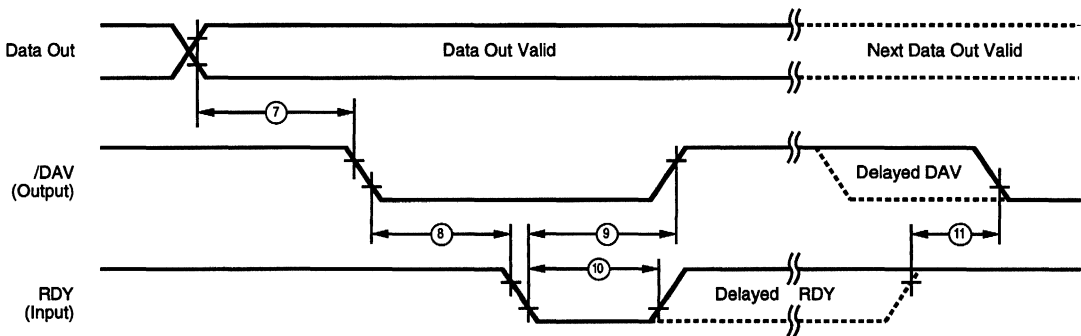 Data Out
Data Out Valid
Next Data Out Valid
7
/DAV
(Output)
Delayed DAV
8
9
11
10
RDY
(Input)
Delayed RDY